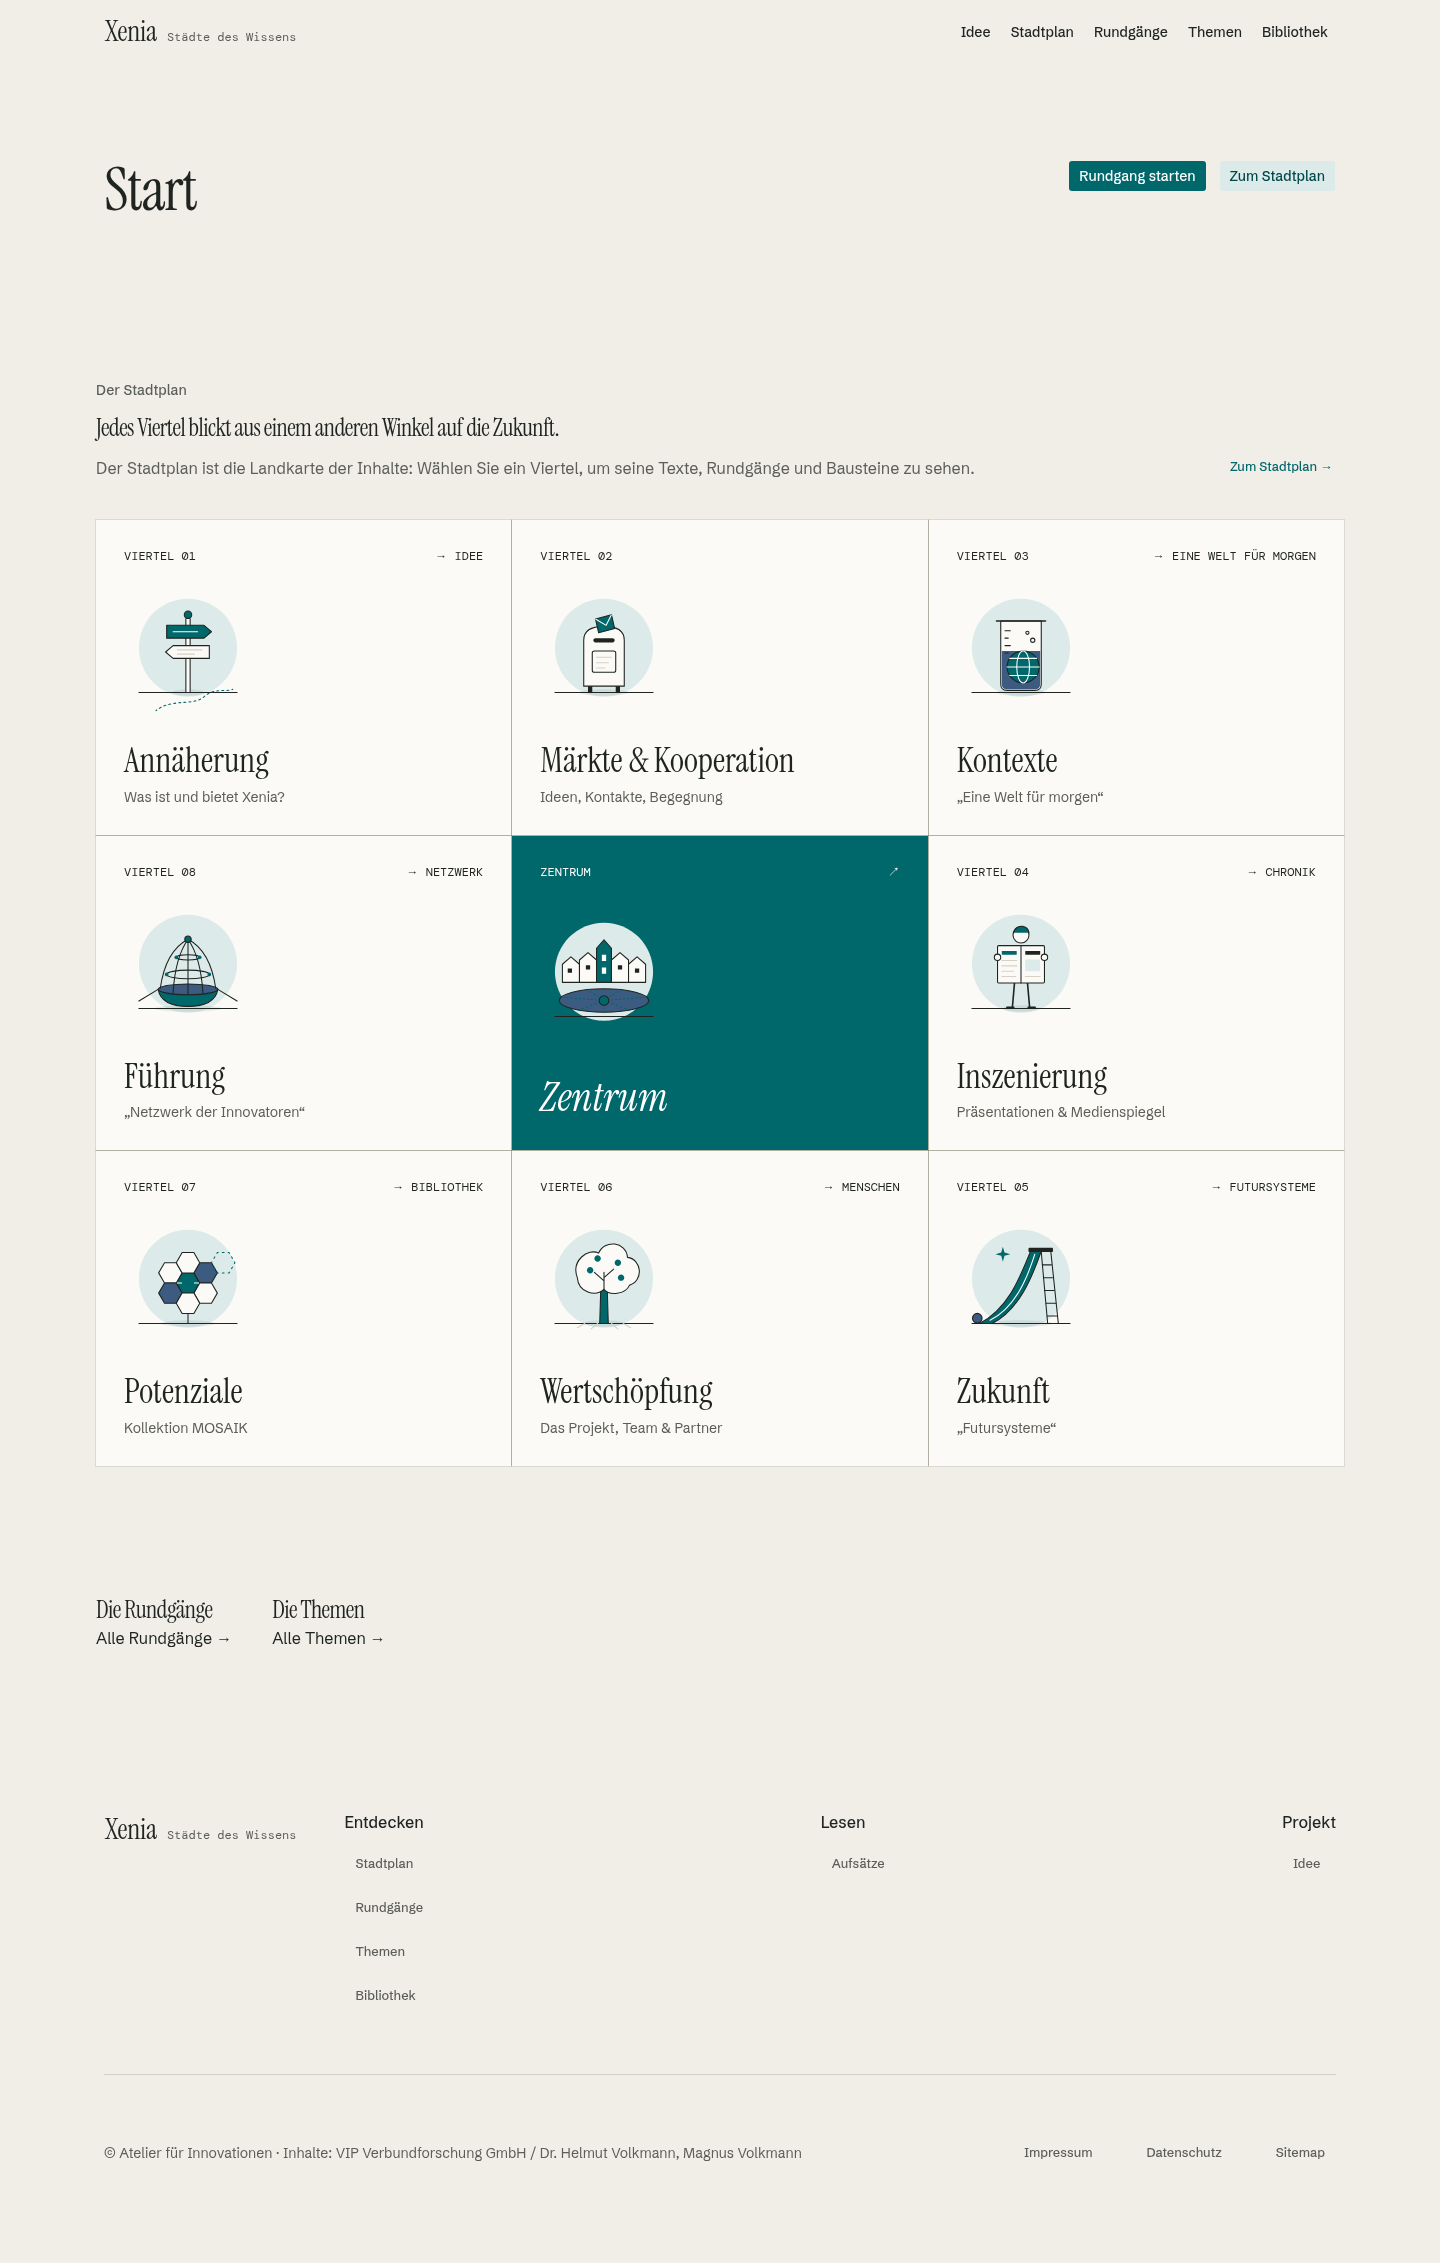 Xenia Städte des Wissens
Idee Stadtplan Rundgänge Themen Bibliothek
Start
Rundgang starten Zum Stadtplan
Der Stadtplan
Jedes Viertel blickt aus einem anderen Winkel auf die Zukunft.
Der Stadtplan ist die Landkarte der Inhalte: Wählen Sie ein Viertel, um seine Texte, Rundgänge und Bausteine zu sehen.
Zum Stadtplan →
VIERTEL 01 → IDEE
Annäherung
Was ist und bietet Xenia?
VIERTEL 02
Märkte & Kooperation
Ideen, Kontakte, Begegnung
VIERTEL 03 → EINE WELT FÜR MORGEN
Kontexte
„Eine Welt für morgen“
VIERTEL 08 → NETZWERK
Führung
„Netzwerk der Innovatoren“
ZENTRUM ↗
Zentrum
VIERTEL 04 → CHRONIK
Inszenierung
Präsentationen & Medienspiegel
VIERTEL 07 → BIBLIOTHEK
Potenziale
Kollektion MOSAIK
VIERTEL 06 → MENSCHEN
Wertschöpfung
Das Projekt, Team & Partner
VIERTEL 05 → FUTURSYSTEME
Zukunft
„Futursysteme“
Die Rundgänge
Alle Rundgänge →
Die Themen
Alle Themen →
Xenia Städte des Wissens
Entdecken
Stadtplan
Rundgänge
Themen
Bibliothek
Lesen
Aufsätze
Projekt
Idee
© Atelier für Innovationen · Inhalte: VIP Verbundforschung GmbH / Dr. Helmut Volkmann, Magnus Volkmann
Impressum Datenschutz Sitemap